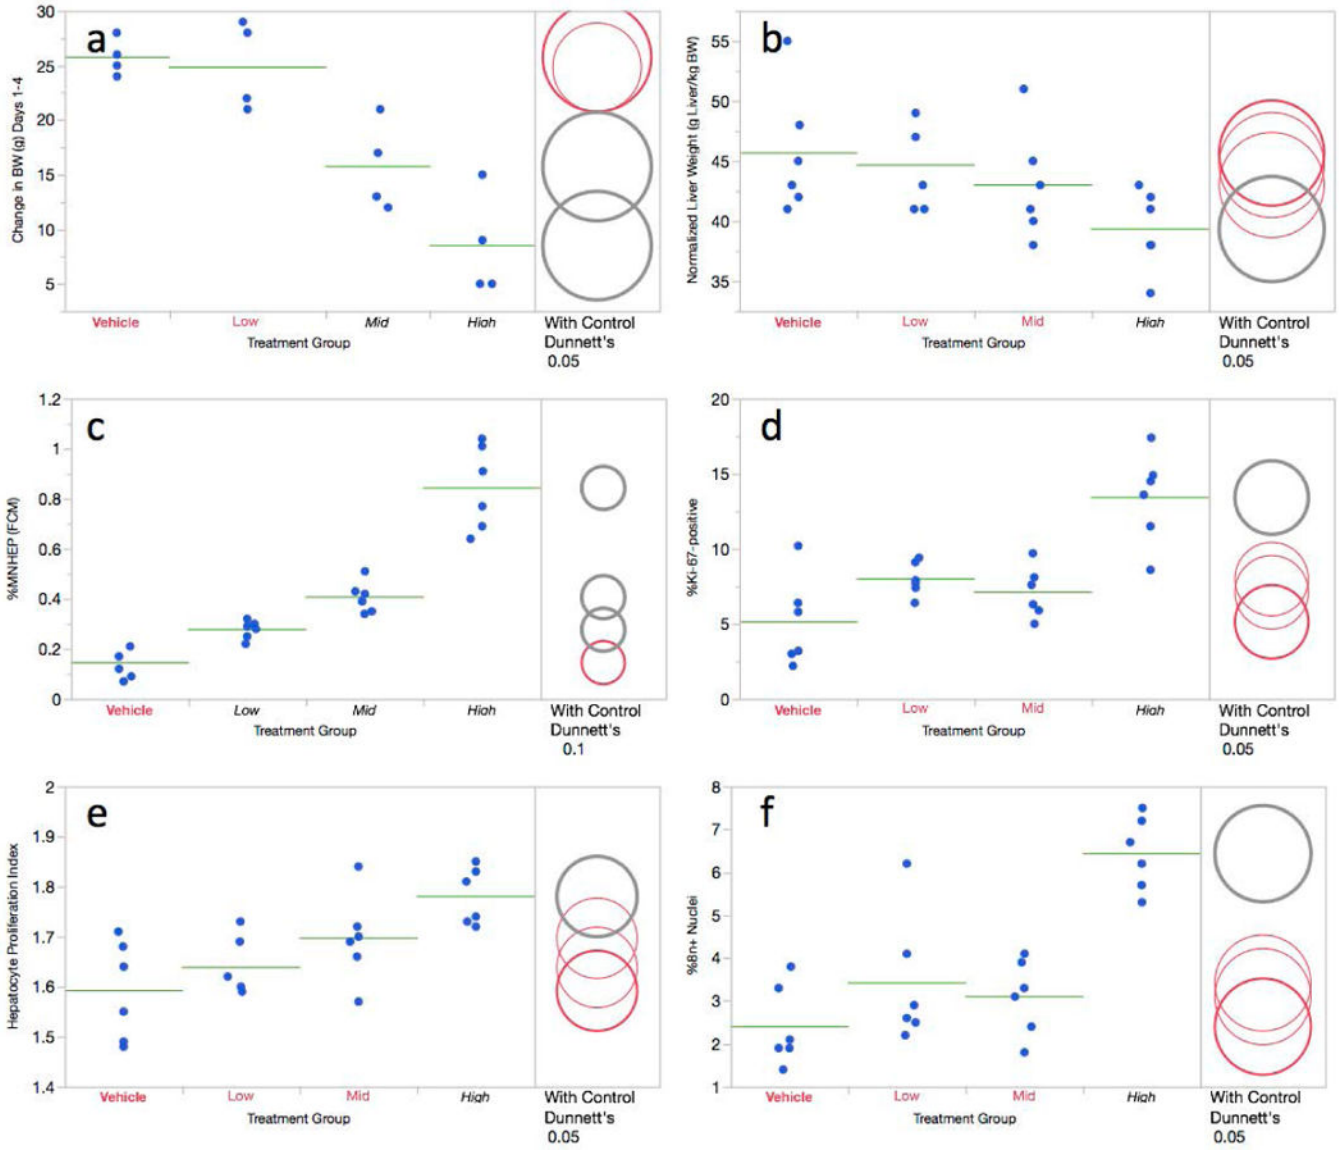 a
Change in BW (g) Days 1-4
30
25
20
15
10
5
Vehicle Low Mid High
Treatment Group
With Control
Dunnett's
0.05
b
Normalized Liver Weight (g Liver/kg BW)
55
50
45
40
35
Vehicle Low Mid High
Treatment Group
With Control
Dunnett's
0.05
c
%MNHEP (FCM)
1.2
1
0.8
0.6
0.4
0.2
0
Vehicle Low Mid High
Treatment Group
With Control
Dunnett's
0.1
d
%Ki-67-positive
20
15
10
5
0
Vehicle Low Mid High
Treatment Group
With Control
Dunnett's
0.05
e
Hepatocyte Proliferation Index
2
1.9
1.8
1.7
1.6
1.5
1.4
Vehicle Low Mid High
Treatment Group
With Control
Dunnett's
0.05
f
%8n+ Nuclei
8
7
6
5
4
3
2
1
Vehicle Low Mid High
Treatment Group
With Control
Dunnett's
0.05